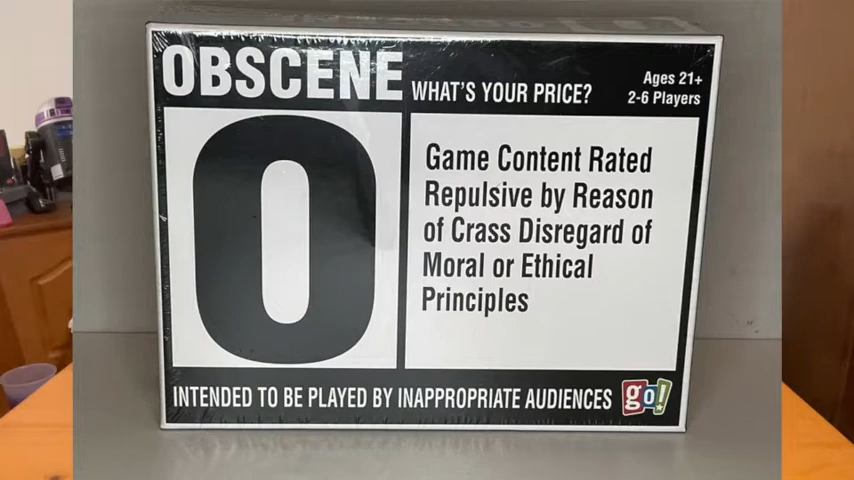 OBSCENE WHAT'S YOUR PRICE?
Ages 21+
2-6 Players
O
Game Content Rated
Repulsive by Reason
of Crass Disregard of
Moral or Ethical
Principles
INTENDED TO BE PLAYED BY INAPPROPRIATE AUDIENCES
go!